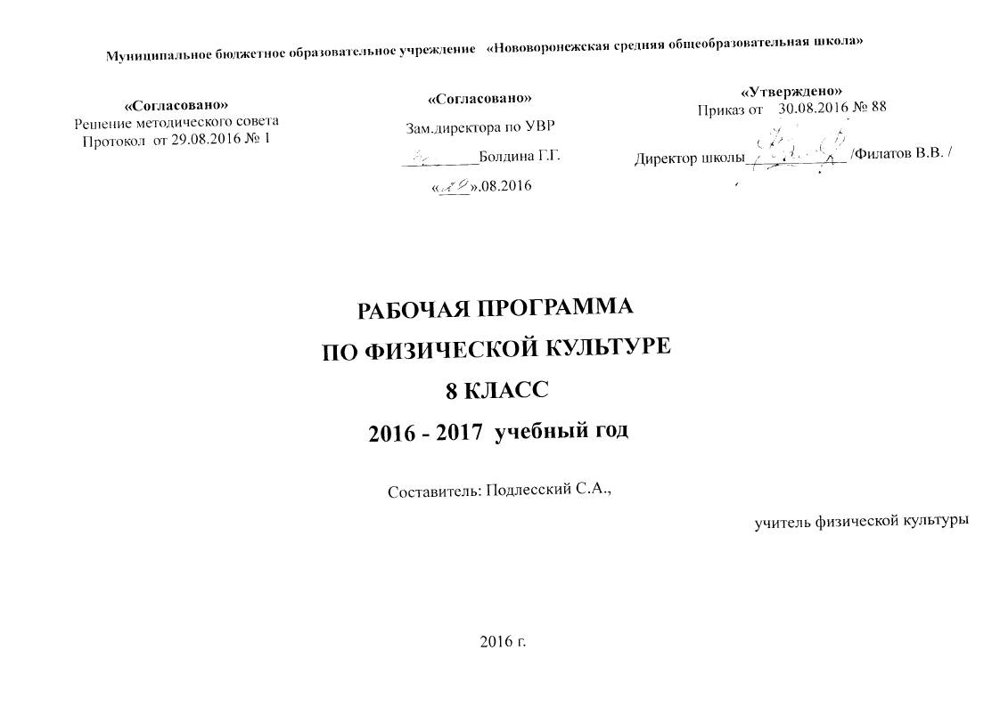 Муниципальное бюджетное образовательное учреждение «Нововоронежская средняя общеобразовательная школа»
«Согласовано»
Решение методического совета
Протокол от 29.08.2016 № 1
«Согласовано»
Зам.директора по УВР
__________Болдина Г.Г.
«29».08.2016
«Утверждено»
Приказ от 30.08.2016 № 88
Директор школы_____________ /Филатов В.В. /
РАБОЧАЯ ПРОГРАММА
ПО ФИЗИЧЕСКОЙ КУЛЬТУРЕ
8 КЛАСС
2016 - 2017 учебный год
Составитель: Подлесский С.А.,
учитель физической культуры
2016 г.